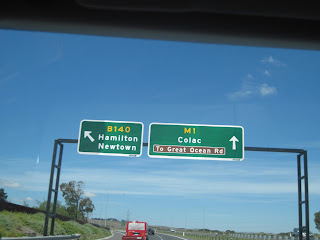 B140
Hamilton
Newtown
M1
Colac
To Great Ocean Rd